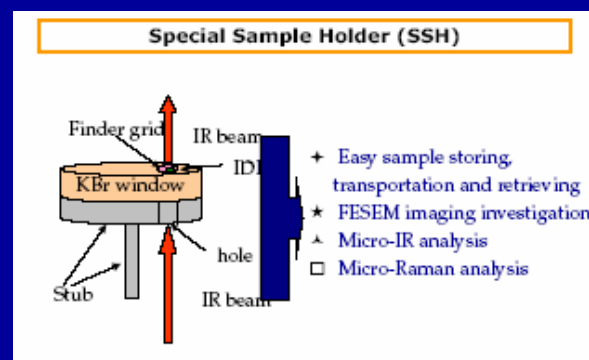 Special Sample Holder (SSH)
Finder grid
IR beam
KBr window
hole
Stub
IR beam
Easy sample storing,
transportation and retrieving
FESEM imaging investigation
Micro-IR analysis
Micro-Raman analysis